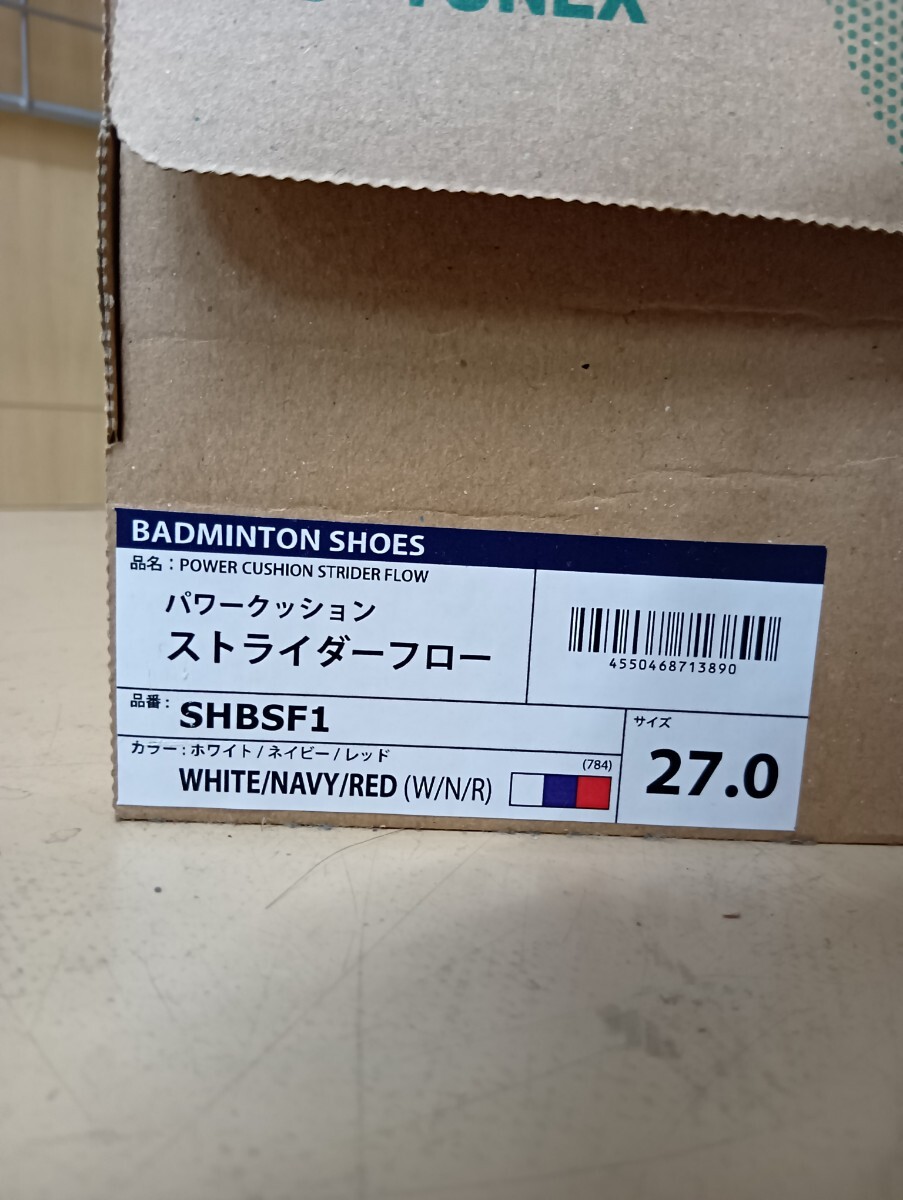 YONEX
BADMINTON SHOES
品名：POWER CUSHION STRIDER FLOW
パワークッション
ストライダーフロー
4550468713890
品番：
SHBSF1
カラー：ホワイト / ネイビー / レッド
(784)
WHITE/NAVY/RED (W/N/R)
サイズ
27.0